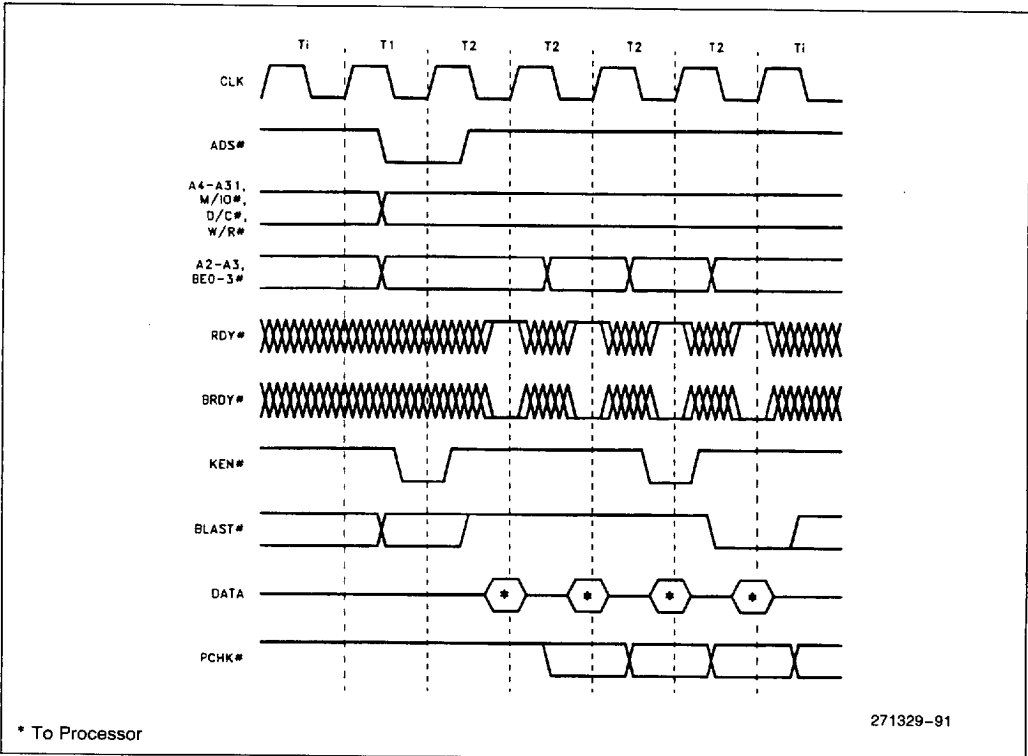 Ti T1 T2 T2 T2 T2 Ti
CLK
ADS#
A4-A31,
M/IO#,
D/C#,
W/R#
A2-A3,
BE0-3#
RDY#
BRDY#
KEN#
BLAST#
DATA * * * *
PCHK#
* To Processor
271329-91